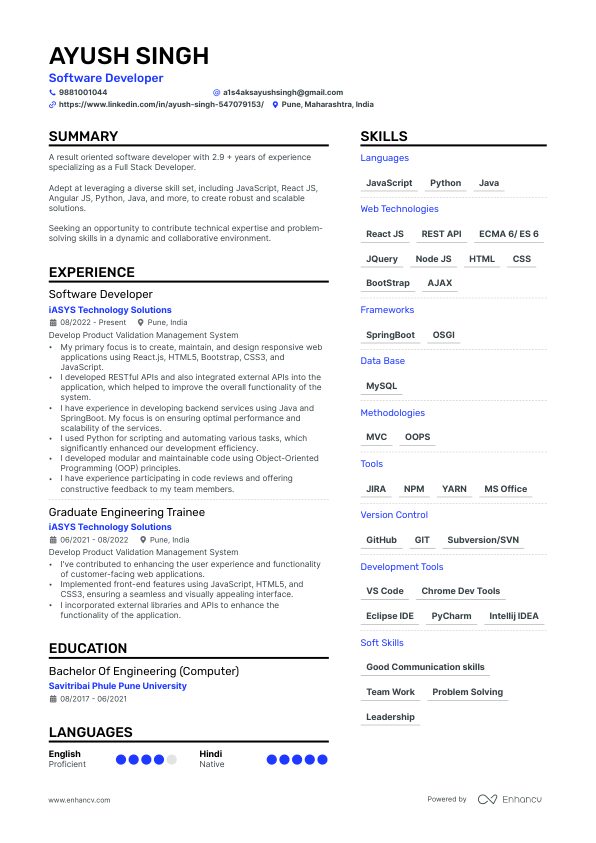 AYUSH SINGH
Software Developer
9881001044 @ a1s4aksayushsingh@gmail.com
https://www.linkedin.com/in/ayush-singh-547079153/ Pune, Maharashtra, India
SUMMARY
A result oriented software developer with 2.9 + years of experience
specializing as a Full Stack Developer.
Adept at leveraging a diverse skill set, including JavaScript, React JS,
Angular JS, Python, Java, and more, to create robust and scalable
solutions.
Seeking an opportunity to contribute technical expertise and problem-
solving skills in a dynamic and collaborative environment.
EXPERIENCE
Software Developer
iASYS Technology Solutions
08/2022 - Present Pune, India
Develop Product Validation Management System
• My primary focus is to create, maintain, and design responsive web
applications using React.js, HTML5, Bootstrap, CSS3, and
JavaScript.
• I developed RESTful APIs and also integrated external APIs into the
application, which helped to improve the overall functionality of the
system.
• I have experience in developing backend services using Java and
SpringBoot. My focus is on ensuring optimal performance and
scalability of the services.
• I used Python for scripting and automating various tasks, which
significantly enhanced our development efficiency.
• I developed modular and maintainable code using Object-Oriented
Programming (OOP) principles.
• I have experience participating in code reviews and offering
constructive feedback to my team members.
Graduate Engineering Trainee
iASYS Technology Solutions
06/2021 - 08/2022 Pune, India
Develop Product Validation Management System
• I've contributed to enhancing the user experience and functionality
of customer-facing web applications.
• Implemented front-end features using JavaScript, HTML5, and
CSS3, ensuring a seamless and visually appealing interface.
• I incorporated external libraries and APIs to enhance the
functionality of the application.
EDUCATION
Bachelor Of Engineering (Computer)
Savitribai Phule Pune University
08/2017 - 06/2021
LANGUAGES
English Hindi
Proficient Native
SKILLS
Languages
JavaScript Python Java
Web Technologies
React JS REST API ECMA 6/ ES 6
JQuery Node JS HTML CSS
BootStrap AJAX
Frameworks
SpringBoot OSGI
Data Base
MySQL
Methodologies
MVC OOPS
Tools
JIRA NPM YARN MS Office
Version Control
GitHub GIT Subversion/SVN
Development Tools
VS Code Chrome Dev Tools
Eclipse IDE PyCharm Intellij IDEA
Soft Skills
Good Communication skills
Team Work Problem Solving
Leadership
www.enhancv.com Powered by Enhancv